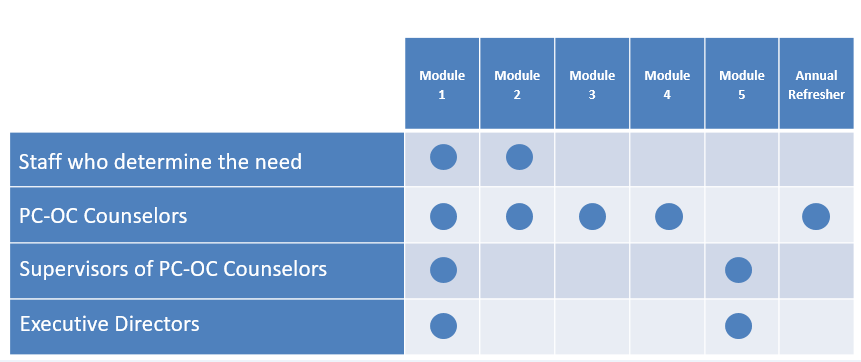 Module
1
Module
2
Module
3
Module
4
Module
5
Annual
Refresher
Staff who determine the need
PC-OC Counselors
Supervisors of PC-OC Counselors
Executive Directors